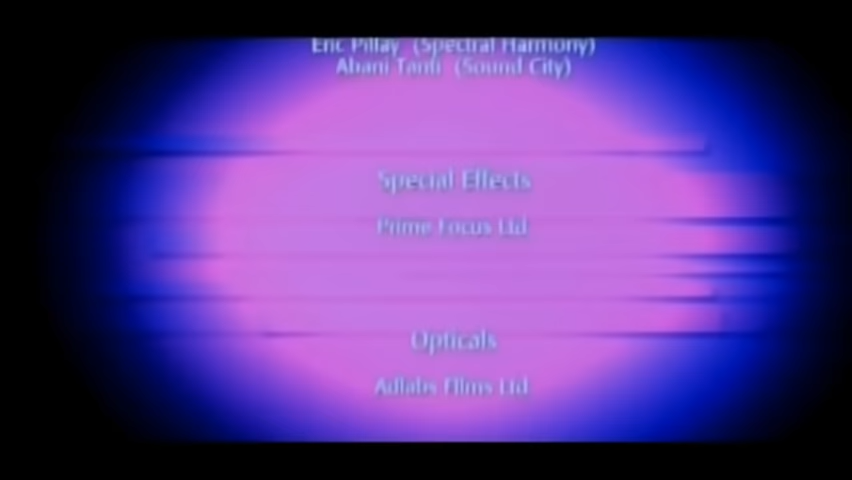 Eric Pillay (Spectral Harmony)
Abani Tanti (Sound City)
Special Effects
Prime Focus Ltd
Opticals
Adlabs Films Ltd